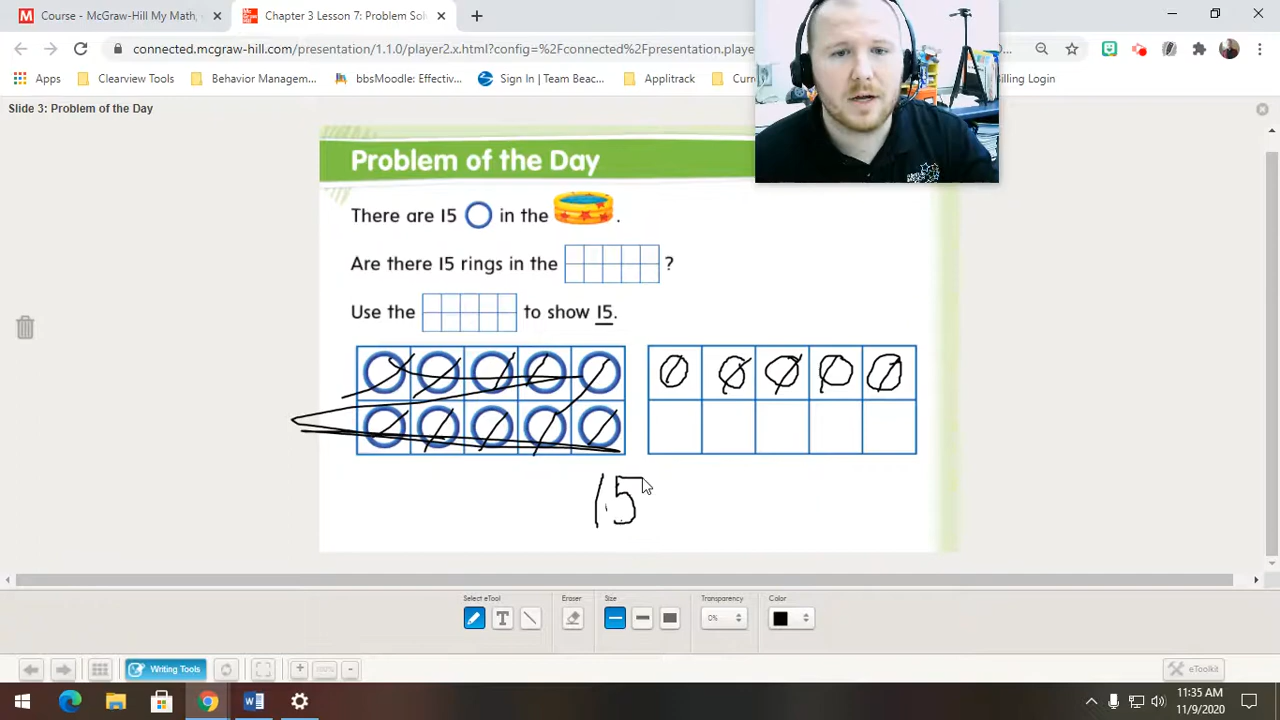 Course - McGraw-Hill My Math,
Chapter 3 Lesson 7: Problem Sol
connected.mcgraw-hill.com/presentation/1.1.0/player2.x.html?config=%2Fconnected%2Fpresentation.playe
Apps
Clearview Tools
Behavior Managem...
bbsMoodle: Effectiv...
Sign In | Team Beac...
Applitrack
Curre
illing Login
Slide 3: Problem of the Day
Problem of the Day
There are 15 in the .
Are there 15 rings in the ?
Use the to show 15.
15
Select eTool
Eraser
Size
Transparency
Color
T
0%
Writing Tools
100%
eToolkit
11:35 AM
11/9/2020